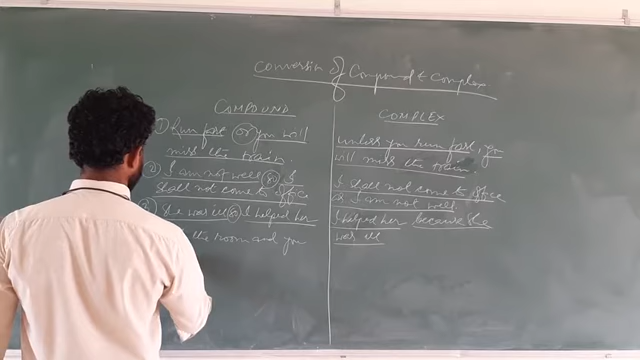 Conversion of Compound & Complex
COMPOUND
1) Run fast or you will
miss the train.
2) I am not well so I
shall not come to office
3) She was ill so I helped her
the room and you
COMPLEX
unless you run fast, you
will miss the train.
I shall not come to office
as I am not well.
I helped her because she
was ill